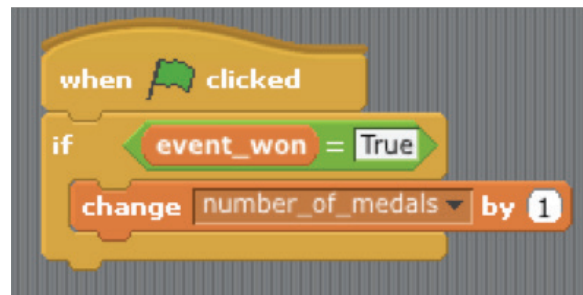 when clicked
if event_won = True
change number_of_medals by 1